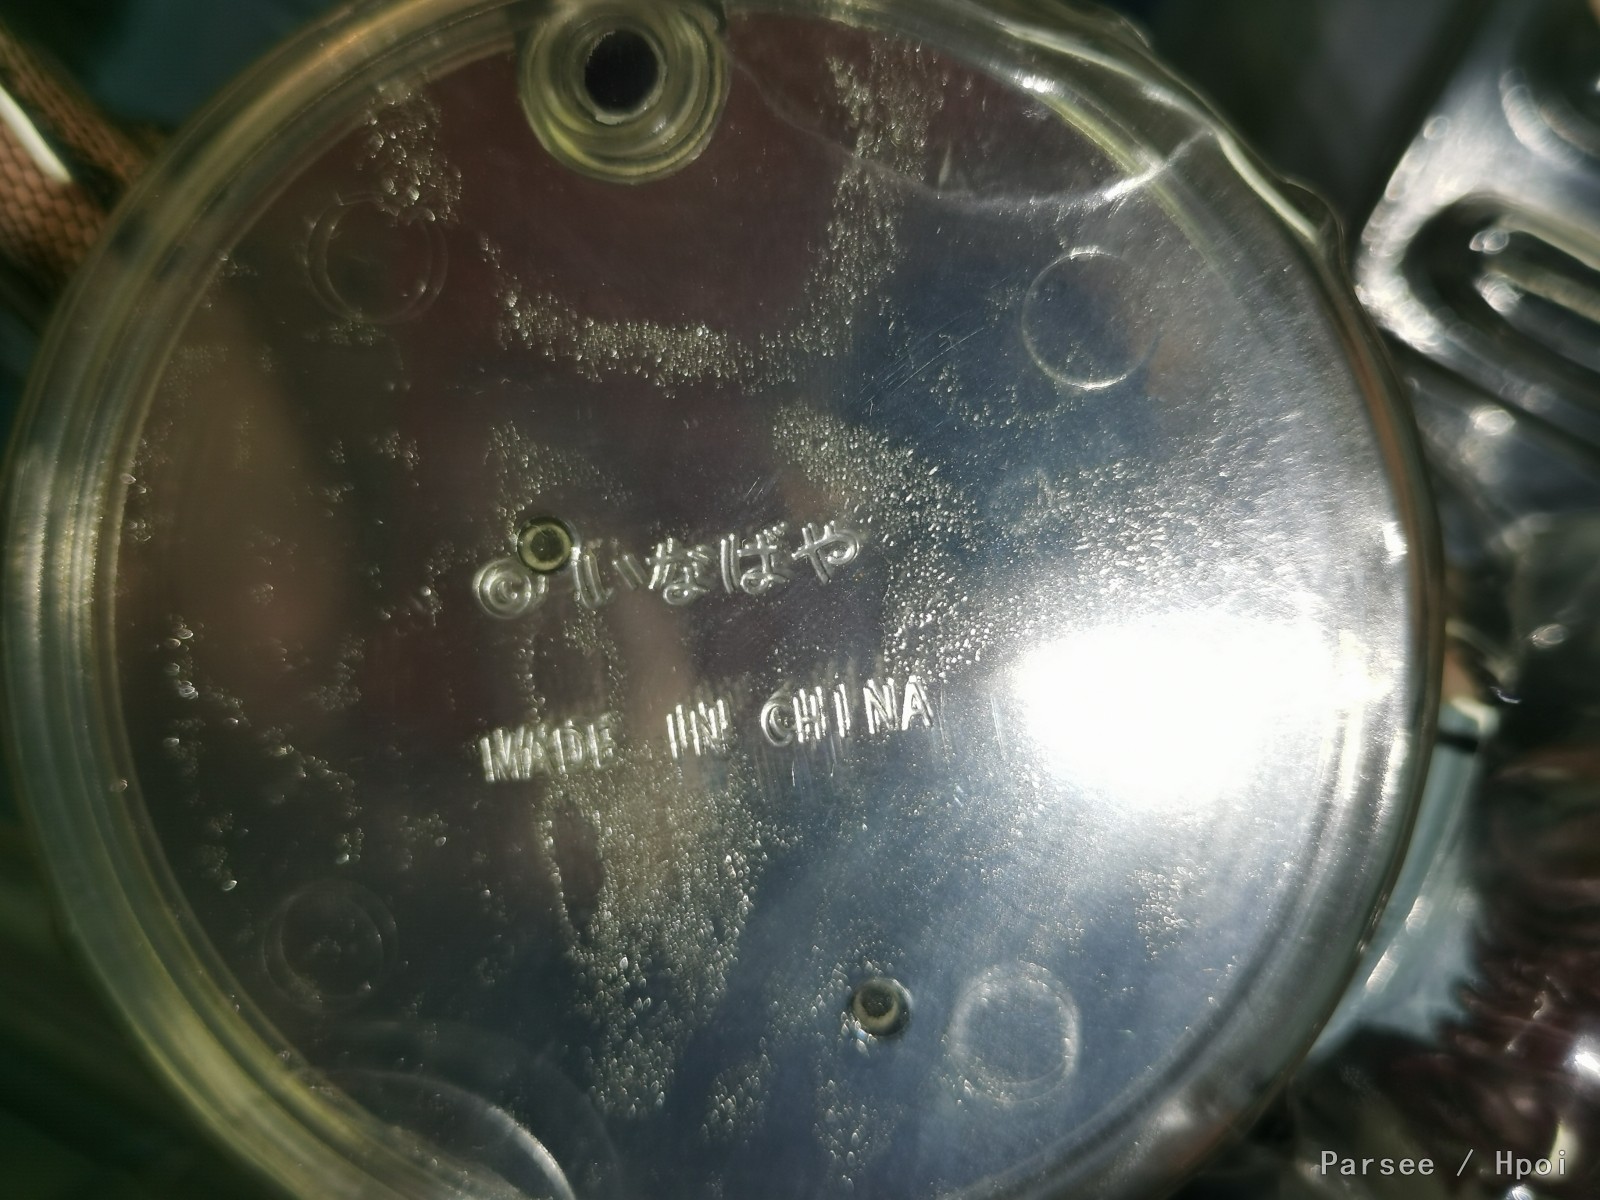 ©いなばや
MADE IN CHINA
Parsee / Hpoi